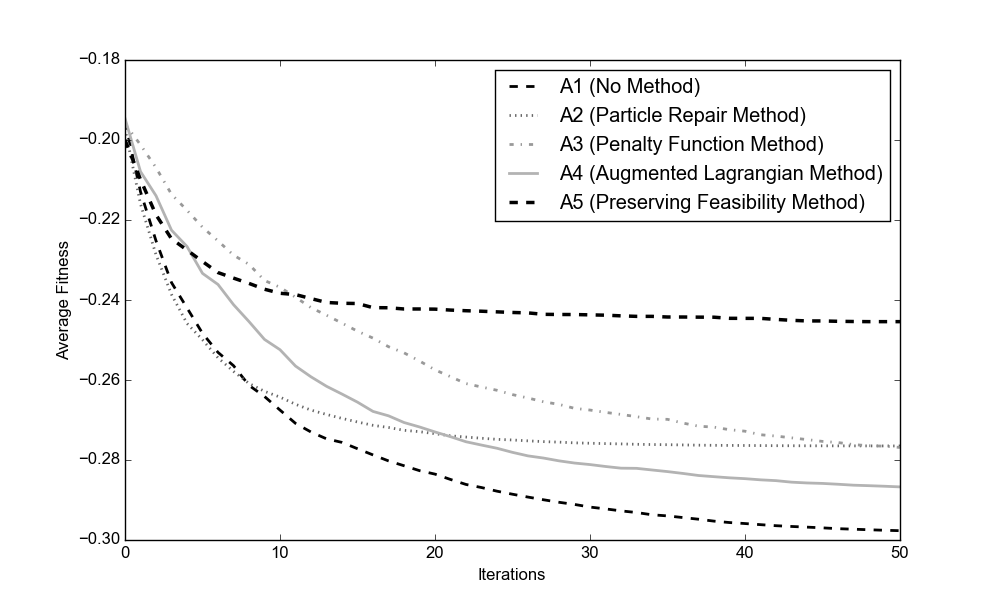 −0.18
−0.20
−0.22
−0.24
−0.26
−0.28
−0.30
Average Fitness
A1 (No Method)
A2 (Particle Repair Method)
A3 (Penalty Function Method)
A4 (Augmented Lagrangian Method)
A5 (Preserving Feasibility Method)
0 10 20 30 40 50
Iterations